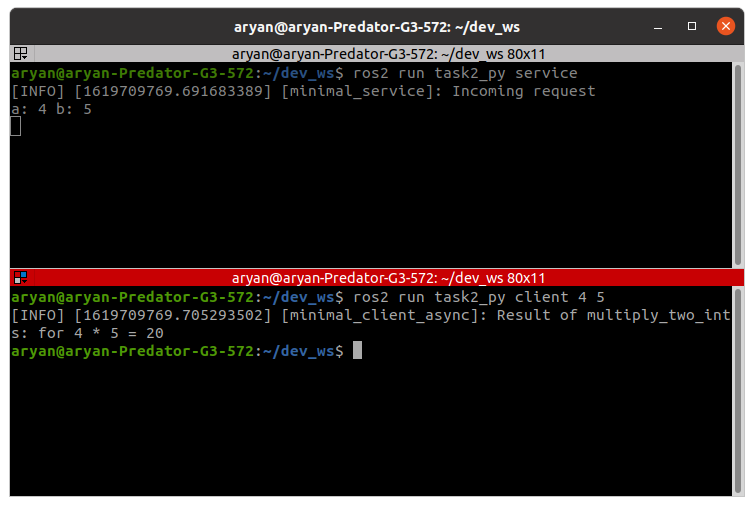 aryan@aryan-Predator-G3-572: ~/dev_ws
aryan@aryan-Predator-G3-572: ~/dev_ws 80x11
aryan@aryan-Predator-G3-572:~/dev_ws$ ros2 run task2_py service
[INFO] [1619709769.691683389] [minimal_service]: Incoming request
a: 4 b: 5
aryan@aryan-Predator-G3-572: ~/dev_ws 80x11
aryan@aryan-Predator-G3-572:~/dev_ws$ ros2 run task2_py client 4 5
[INFO] [1619709769.705293502] [minimal_client_async]: Result of multiply_two_int
s: for 4 * 5 = 20
aryan@aryan-Predator-G3-572:~/dev_ws$